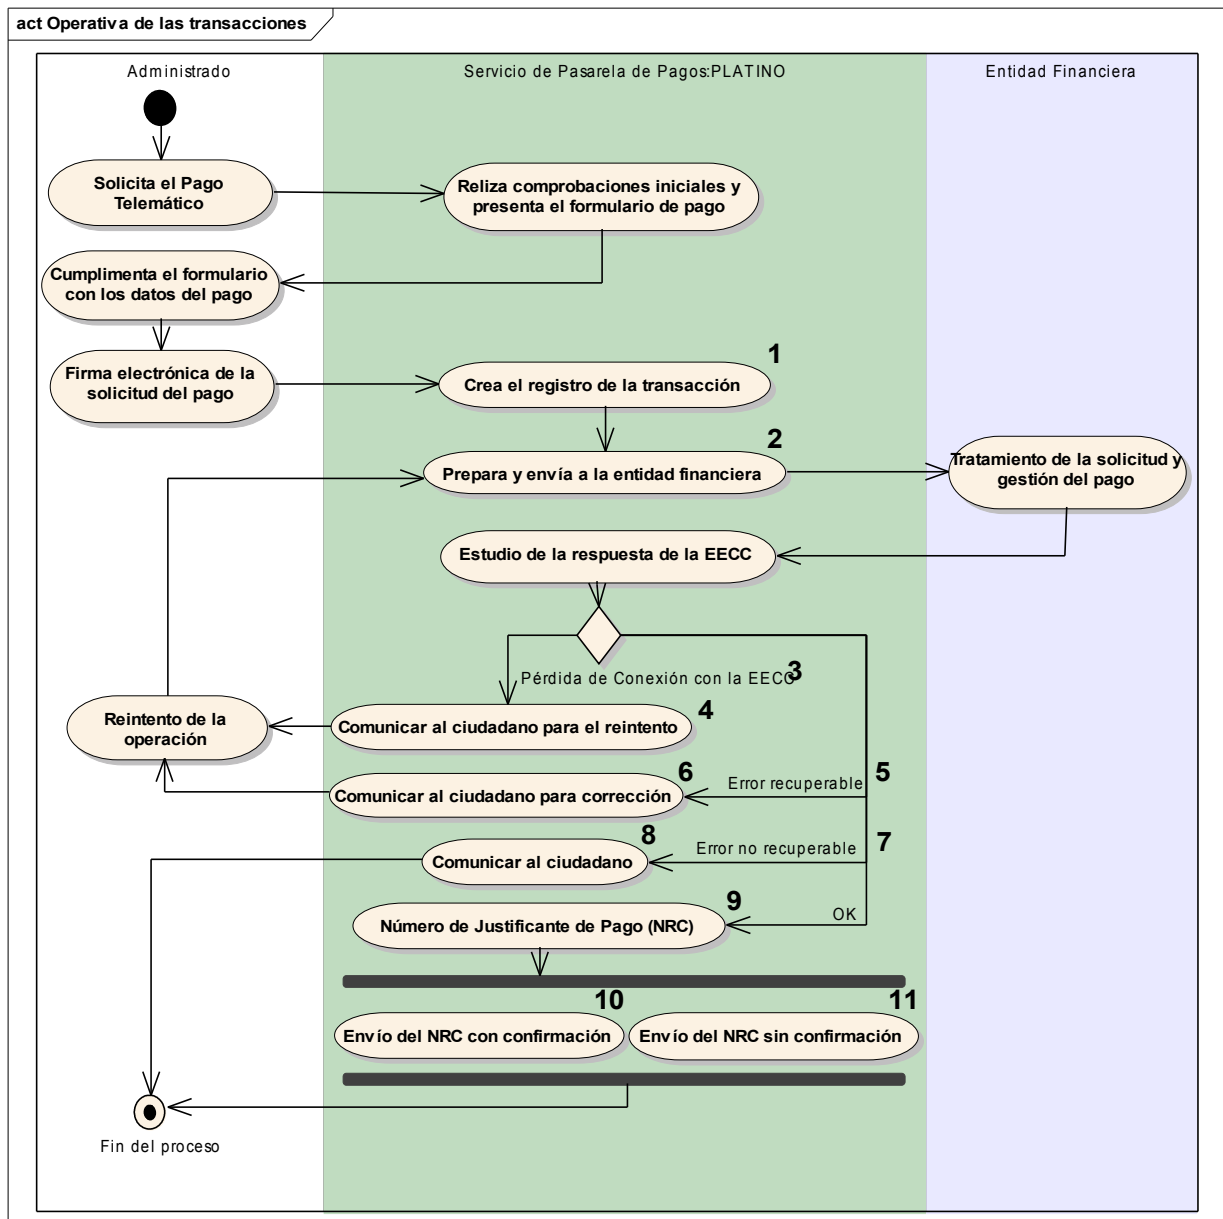 act Operativa de las transacciones
Administrado
Servicio de Pasarela de Pagos:PLATINO
Entidad Financiera
Solicita el Pago
Telemático
Reliza comprobaciones iniciales y
presenta el formulario de pago
Cumplimenta el formulario
con los datos del pago
Firma electrónica de la
solicitud del pago
1
Crea el registro de la transacción
2
Prepara y envía a la entidad financiera
Tratamiento de la solicitud y
gestión del pago
Estudio de la respuesta de la EECC
Pérdida de Conexión con la EECC
3
4
Comunicar al ciudadano para el reintento
Reintento de la
operación
5
Error recuperable
6
Comunicar al ciudadano para corrección
7
Error no recuperable
8
Comunicar al ciudadano
9
OK
Número de Justificante de Pago (NRC)
10
Envío del NRC con confirmación
11
Envío del NRC sin confirmación
Fin del proceso